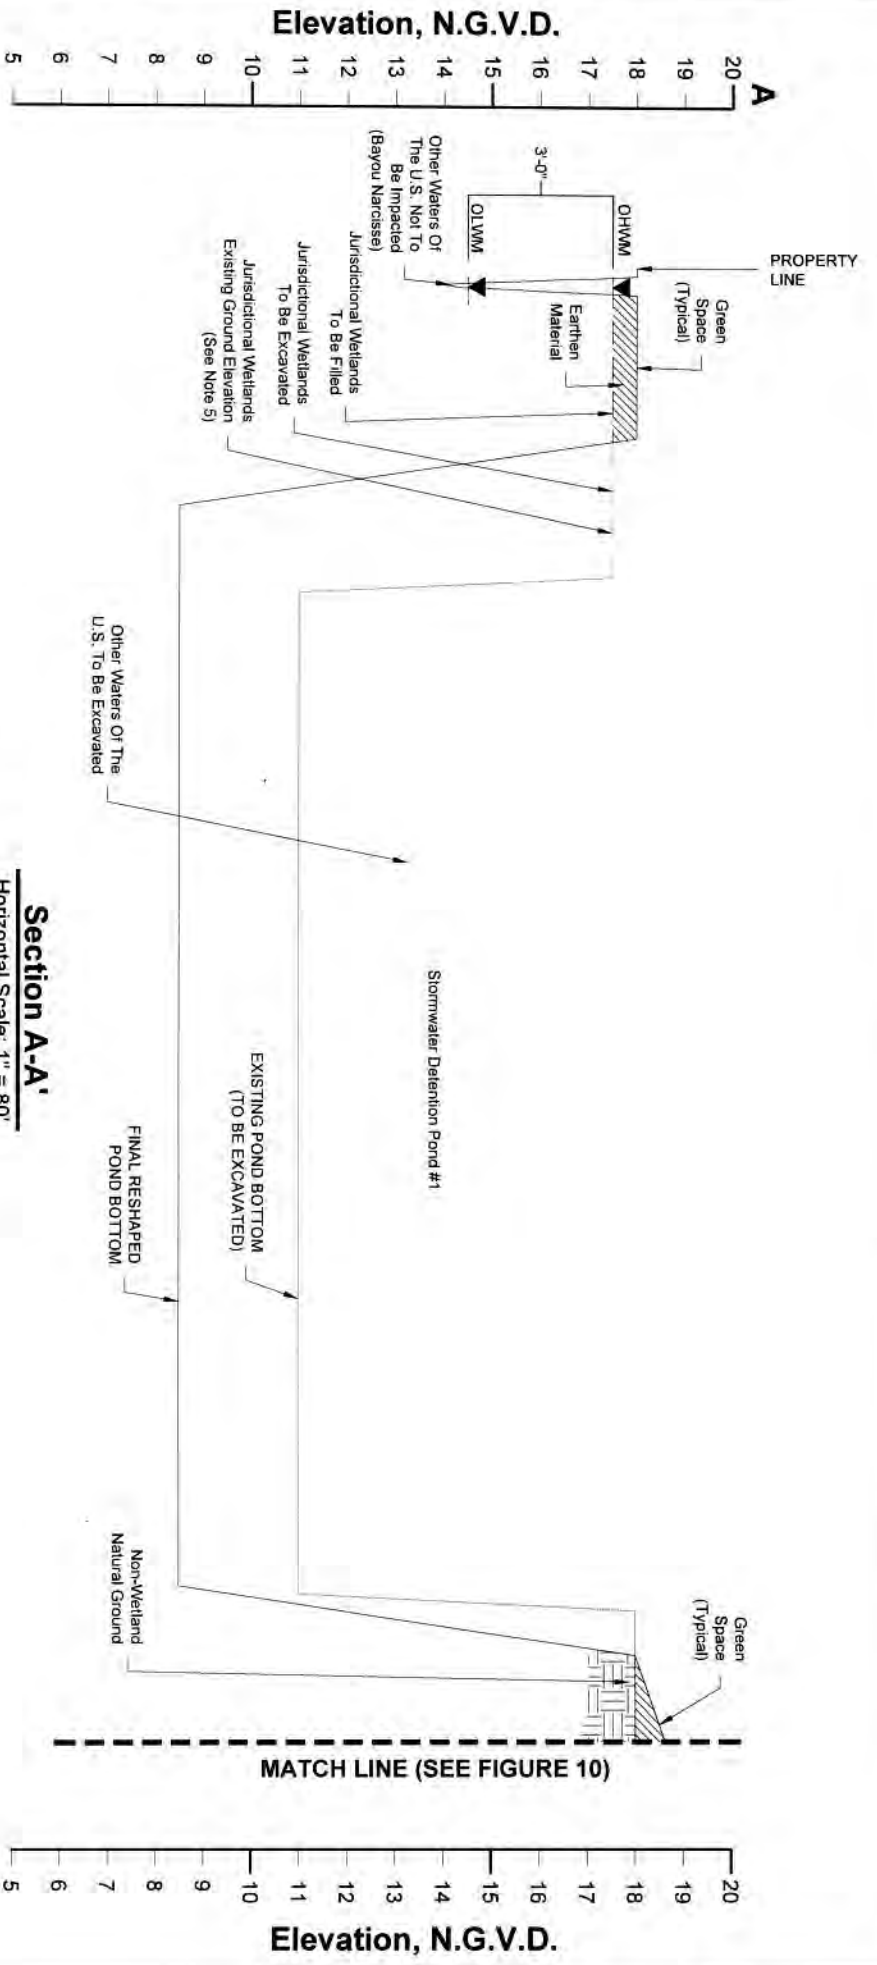 A
Elevation, N.G.V.D.
20
19
18
17
16
15
14
13
12
11
10
9
8
7
6
5
PROPERTY
LINE
Green
Space
(Typical)
OHWM
3'-0"
OLWM
Earthen
Material
Other Waters Of
The U.S. Not To
Be Impacted
(Bayou Narcisse)
Jurisdictional Wetlands
To Be Filled
Jurisdictional Wetlands
To Be Excavated
Jurisdictional Wetlands
Existing Ground Elevation
(See Note 5)
Other Waters Of The
U.S. To Be Excavated
Stormwater Detention Pond #1
EXISTING POND BOTTOM
(TO BE EXCAVATED)
FINAL RESHAPED
POND BOTTOM
Green
Space
(Typical)
Non-Wetland
Natural Ground
MATCH LINE (SEE FIGURE 10)
20
19
18
17
16
15
14
13
12
11
10
9
8
7
6
5
Elevation, N.G.V.D.
Section A-A'
Horizontal Scale: 1" = 80'